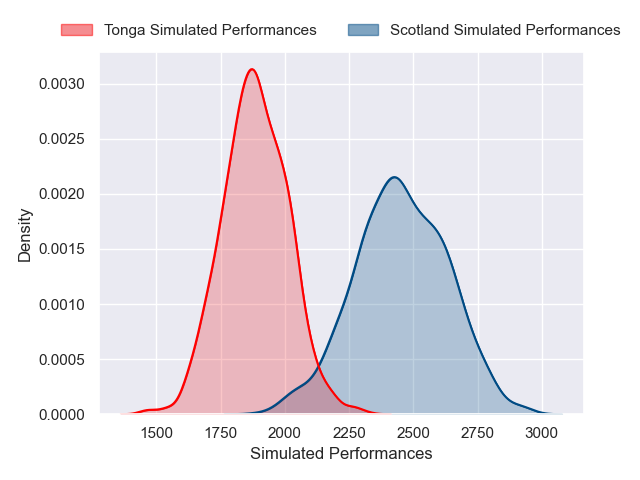 Tonga Simulated Performances Scotland Simulated Performances
0.0030
0.0025
0.0020
0.0015
0.0010
0.0005
0.0000
Density
1500 1750 2000 2250 2500 2750 3000
Simulated Performances